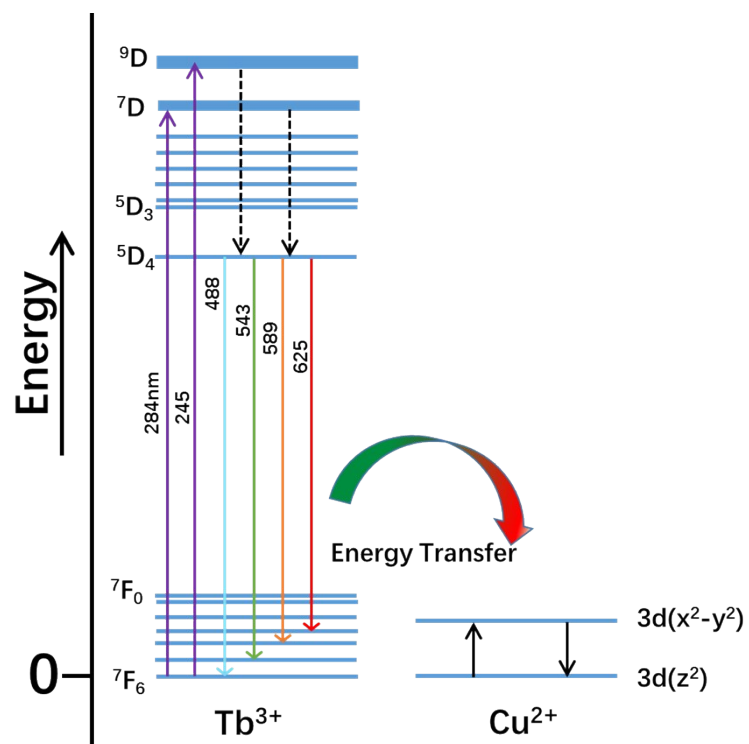 ⁹D
⁷D
⁵D₃
⁵D₄
488
543
589
625
284nm
245
Energy
Energy Transfer
⁷F₀
3d(x²-y²)
0
⁷F₆
3d(z²)
Tb³⁺
Cu²⁺